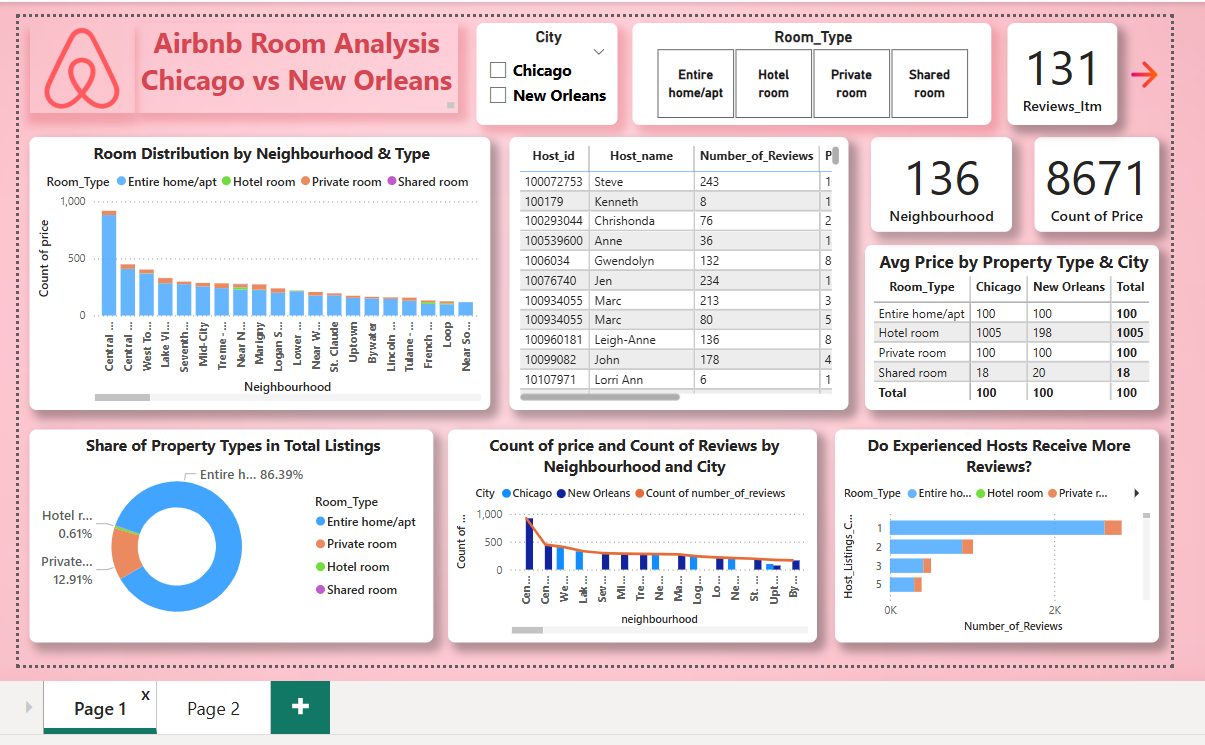 Airbnb Room Analysis
Chicago vs New Orleans
City
Chicago
New Orleans
Room_Type
Entire home/apt
Hotel room
Private room
Shared room
131
Reviews_ltm
Room Distribution by Neighbourhood & Type
Room_Type Entire home/apt Hotel room Private room Shared room
Count of price
1,000
500
0
Central ...
Central ...
West To...
Lake Vi...
Seventh...
Mid-City
Treme - ...
Near N...
Marigny
Logan S...
Lower ...
Near W...
St. Claude
Uptown
Bywater
Lincoln ...
Tulane - ...
French ...
Loop
Near So...
Neighbourhood
Host_id Host_name Number_of_Reviews P
100072753 Steve 243 1
100179 Kenneth 8 1
100293044 Chrishonda 76 2
100539600 Anne 36 1
1006034 Gwendolyn 132 8
10076740 Jen 234 1
100934055 Marc 213 3
100934055 Marc 80 5
100960181 Leigh-Anne 136 8
10099082 John 178 4
10107971 Lorri Ann 6 1
136
Neighbourhood
8671
Count of Price
Avg Price by Property Type & City
Room_Type Chicago New Orleans Total
Entire home/apt 100 100 100
Hotel room 1005 198 1005
Private room 100 100 100
Shared room 18 20 18
Total 100 100 100
Share of Property Types in Total Listings
Entire h... 86.39%
Hotel r...
0.61%
Private...
12.91%
Room_Type
Entire home/apt
Private room
Hotel room
Shared room
Count of price and Count of Reviews by
Neighbourhood and City
City Chicago New Orleans Count of number_of_reviews
Count of ...
1,000
500
0
Cen...
Cen...
We...
Lak...
Sev...
Mi...
Tre...
Ne...
Ma...
Log...
Lo...
Ne...
St. ...
Upt...
By...
neighbourhood
Do Experienced Hosts Receive More
Reviews?
Room_Type Entire ho... Hotel room Private r...
Host_Listings_C...
1
2
3
5
0K 2K
Number_of_Reviews
Page 1 x
Page 2
+